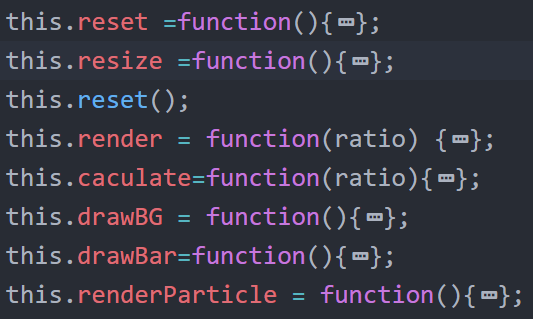 this.reset =function(){⋯};
this.resize =function(){⋯};
this.reset();
this.render = function(ratio) {⋯};
this.caculate=function(ratio){⋯};
this.drawBG = function(){⋯};
this.drawBar=function(){⋯};
this.renderParticle = function(){⋯};